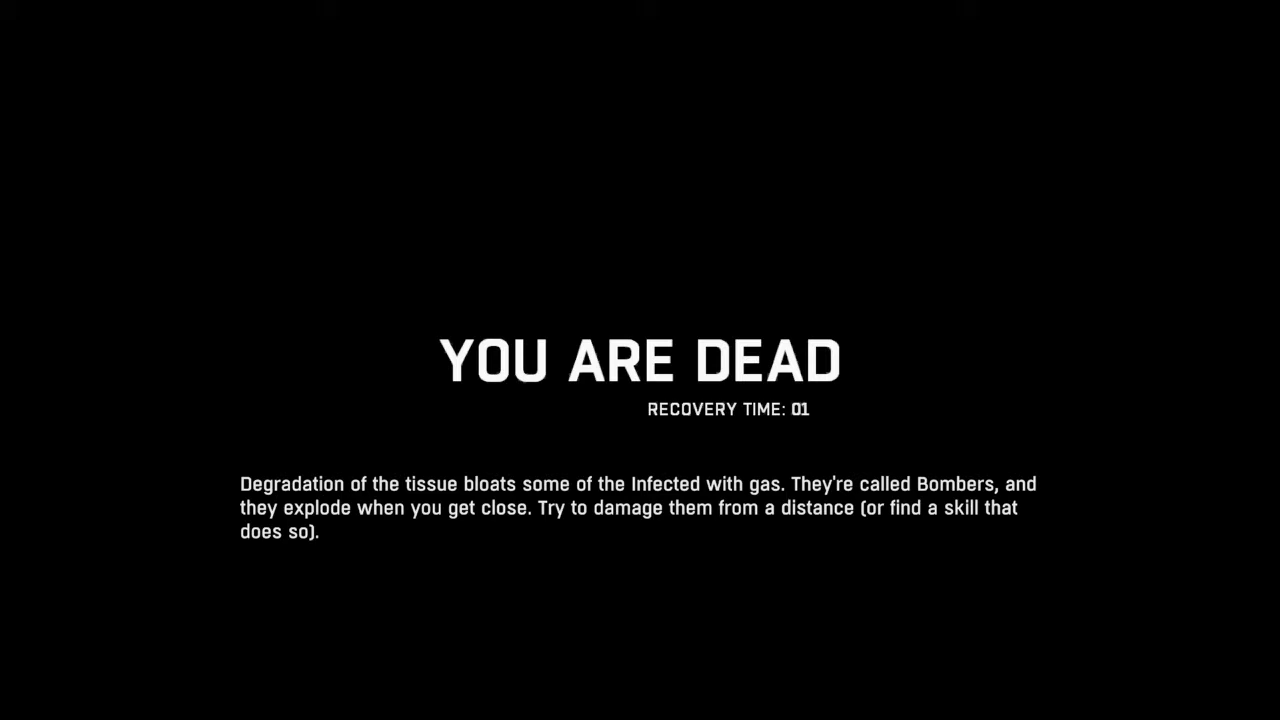 YOU ARE DEAD
RECOVERY TIME: 01
Degradation of the tissue bloats some of the Infected with gas. They're called Bombers, and
they explode when you get close. Try to damage them from a distance (or find a skill that
does so).